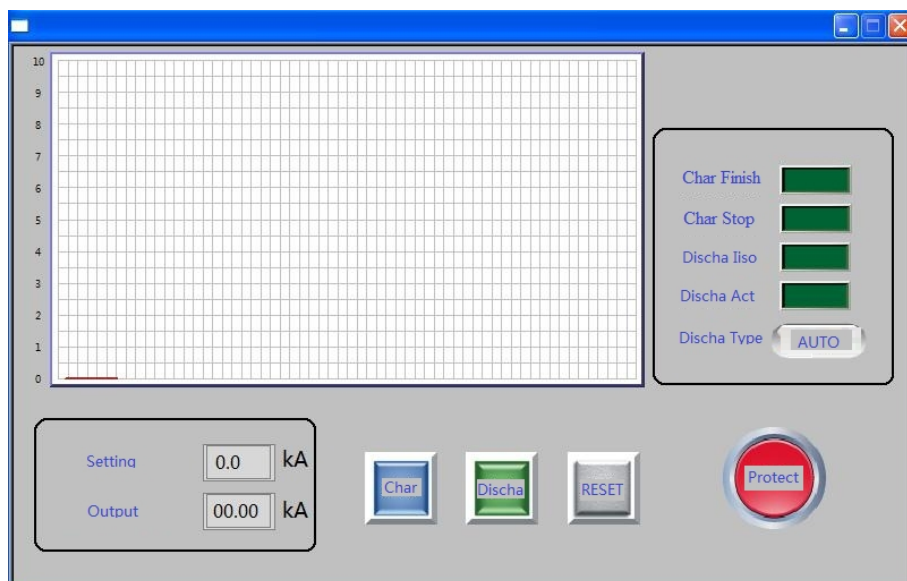 10
9
8
7
6
5
4
3
2
1
0
Char Finish
Char Stop
Discha Iiso
Discha Act
Discha Type AUTO
Setting 0.0 kA
Output 00.00 kA
Char
Discha
RESET
Protect